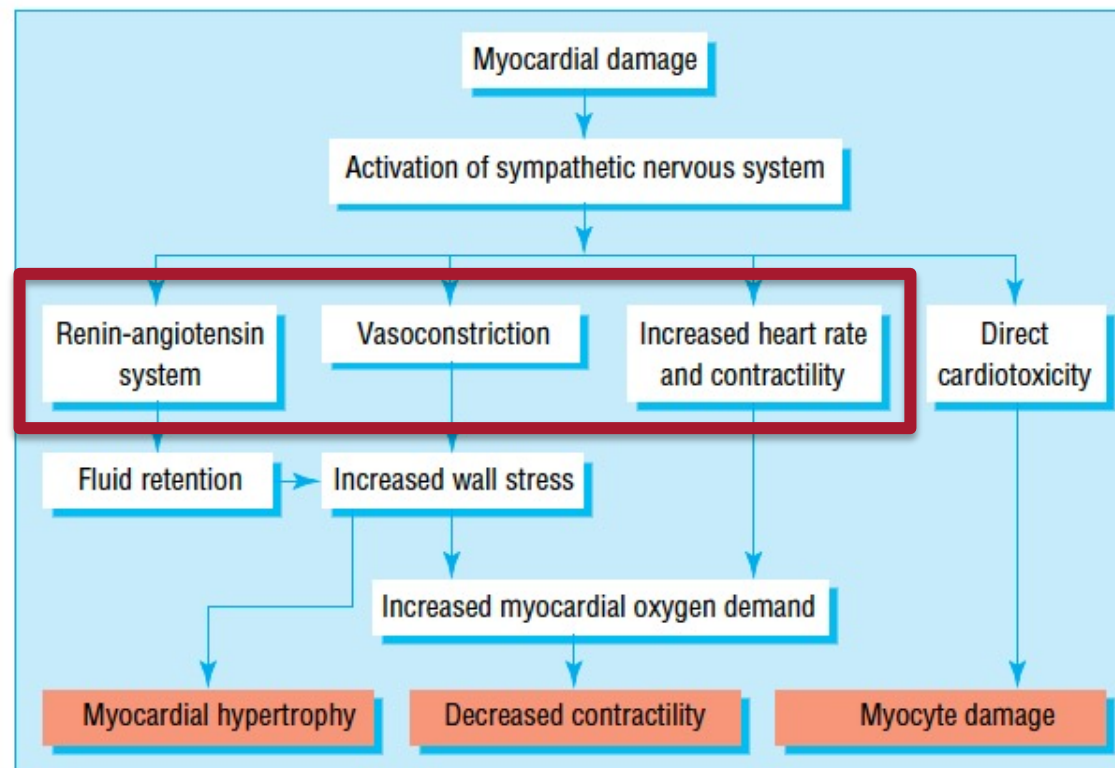 Myocardial damage
Activation of sympathetic nervous system
Renin-angiotensin
system
Vasoconstriction
Increased heart rate
and contractility
Direct
cardiotoxicity
Fluid retention
Increased wall stress
Increased myocardial oxygen demand
Myocardial hypertrophy
Decreased contractility
Myocyte damage